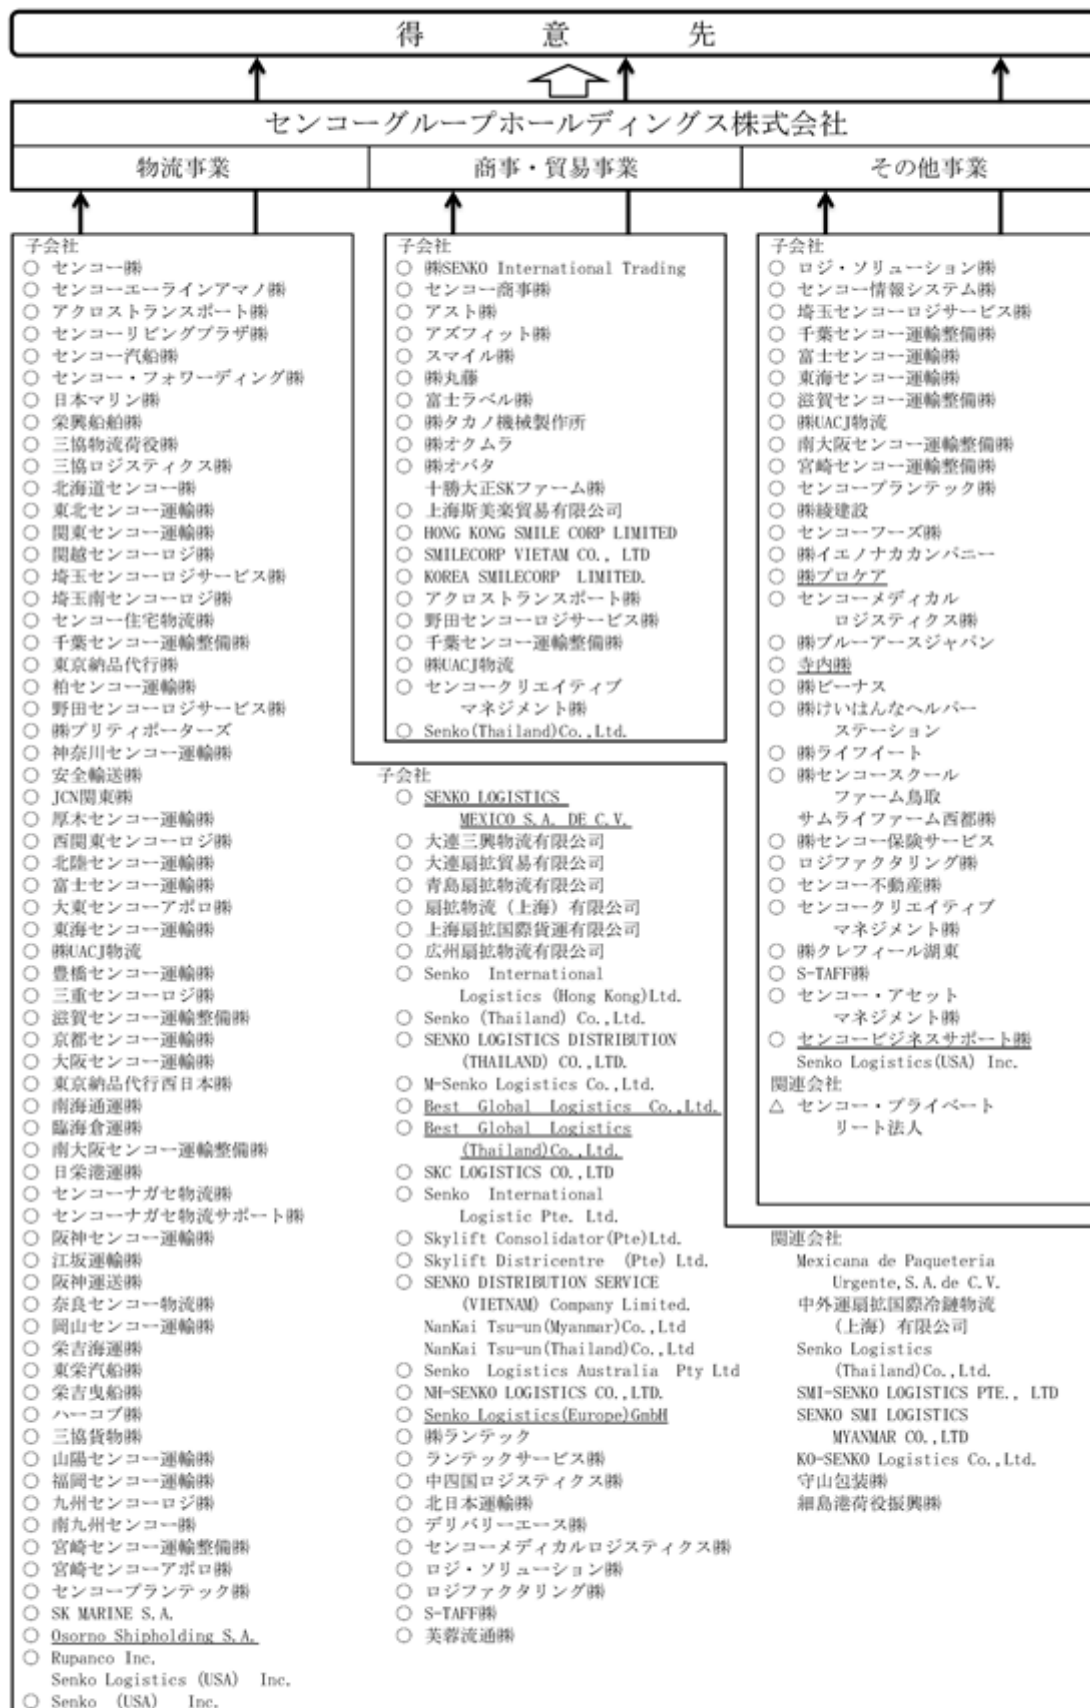 得意先
センコーグループホールディングス株式会社
物流事業
商事・貿易事業
その他事業
子会社
○ センコー㈱
○ センコーエーラインアマノ㈱
○ アクロストランスポート㈱
○ センコーリビングプラザ㈱
○ センコー汽船㈱
○ センコー・フォワーディング㈱
○ 日本マリン㈱
○ 栄興船舶㈱
○ 三協物流荷役㈱
○ 三協ロジスティクス㈱
○ 北海道センコー㈱
○ 東北センコー運輸㈱
○ 関東センコー運輸㈱
○ 関越センコーロジ㈱
○ 埼玉センコーロジサービス㈱
○ 埼玉南センコーロジ㈱
○ センコー住宅物流㈱
○ 千葉センコー運輸整備㈱
○ 東京納品代行㈱
○ 柏センコー運輸㈱
○ 野田センコーロジサービス㈱
○ ㈱プリティポーターズ
○ 神奈川センコー運輸㈱
○ 安全輸送㈱
○ JCN関東㈱
○ 厚木センコー運輸㈱
○ 西関東センコーロジ㈱
○ 北陸センコー運輸㈱
○ 富士センコー運輸㈱
○ 大東センコーアポロ㈱
○ 東海センコー運輸㈱
○ ㈱UACJ物流
○ 豊橋センコー運輸㈱
○ 三重センコーロジ㈱
○ 滋賀センコー運輸整備㈱
○ 京都センコー運輸㈱
○ 大阪センコー運輸㈱
○ 東京納品代行西日本㈱
○ 南海通運㈱
○ 臨海倉運㈱
○ 南大阪センコー運輸整備㈱
○ 日栄港運㈱
○ センコーナガセ物流㈱
○ センコーナガセ物流サポート㈱
○ 阪神センコー運輸㈱
○ 江坂運輸㈱
○ 阪神運送㈱
○ 奈良センコー物流㈱
○ 岡山センコー運輸㈱
○ 栄吉海運㈱
○ 東栄汽船㈱
○ 栄吉曳船㈱
○ ハーコブ㈱
○ 三協貨物㈱
○ 山陽センコー運輸㈱
○ 福岡センコー運輸㈱
○ 九州センコーロジ㈱
○ 南九州センコー㈱
○ 宮崎センコー運輸整備㈱
○ 宮崎センコーアポロ㈱
○ センコープランテック㈱
○ SK MARINE S.A.
○ Osorno Shipholding S.A.
○ Rupanco Inc.
Senko Logistics (USA) Inc.
○ Senko (USA) Inc.
子会社
○ SENKO LOGISTICS
MEXICO S.A. DE C.V.
○ 大連三興物流有限公司
○ 大連扇拡貿易有限公司
○ 青島扇拡物流有限公司
○ 扇拡物流（上海）有限公司
○ 上海扇拡国際貨運有限公司
○ 広州扇拡物流有限公司
○ Senko International
Logistics (Hong Kong)Ltd.
○ Senko (Thailand) Co.,Ltd.
○ SENKO LOGISTICS DISTRIBUTION
(THAILAND) CO.,LTD.
○ M-Senko Logistics Co.,Ltd.
○ Best Global Logistics Co.,Ltd.
○ Best Global Logistics
(Thailand)Co.,Ltd.
○ SKC LOGISTICS CO.,LTD
○ Senko International
Logistic Pte. Ltd.
○ Skylift Consolidator(Pte)Ltd.
○ Skylift Districentre (Pte) Ltd.
○ SENKO DISTRIBUTION SERVICE
(VIETNAM) Company Limited.
NanKai Tsu-un(Myanmar)Co.,Ltd
NanKai Tsu-un(Thailand)Co.,Ltd
○ Senko Logistics Australia Pty Ltd
○ NH-SENKO LOGISTICS CO.,LTD.
○ Senko Logistics(Europe)GmbH
○ ㈱ランテック
○ ランテックサービス㈱
○ 中四国ロジスティクス㈱
○ 北日本運輸㈱
○ デリバリーエース㈱
○ センコーメディカルロジスティクス㈱
○ ロジ・ソリューション㈱
○ ロジファクタリング㈱
○ S-TAFF㈱
○ 芙蓉流通㈱
関連会社
Mexicana de Paqueteria
Urgente,S.A.de C.V.
中外運扇拡国際冷鏈物流
（上海）有限公司
Senko Logistics
(Thailand)Co.,Ltd.
SMI-SENKO LOGISTICS PTE., LTD
SENKO SMI LOGISTICS
MYANMAR CO.,LTD
KO-SENKO Logistics Co.,Ltd.
守山包装㈱
細島港荷役振興㈱
子会社
○ ㈱SENKO International Trading
○ センコー商事㈱
○ アスト㈱
○ アズフィット㈱
○ スマイル㈱
○ ㈱丸藤
○ 富士ラベル㈱
○ ㈱タカノ機械製作所
○ ㈱オクムラ
○ ㈱オバタ
十勝大正SKファーム㈱
○ 上海斯美楽貿易有限公司
○ HONG KONG SMILE CORP LIMITED
○ SMILECORP VIETAM CO., LTD
○ KOREA SMILECORP LIMITED.
○ アクロストランスポート㈱
○ 野田センコーロジサービス㈱
○ 千葉センコー運輸整備㈱
○ ㈱UACJ物流
○ センコークリエイティブ
マネジメント㈱
○ Senko(Thailand)Co.,Ltd.
子会社
○ ロジ・ソリューション㈱
○ センコー情報システム㈱
○ 埼玉センコーロジサービス㈱
○ 千葉センコー運輸整備㈱
○ 富士センコー運輸㈱
○ 東海センコー運輸㈱
○ 滋賀センコー運輸整備㈱
○ ㈱UACJ物流
○ 南大阪センコー運輸整備㈱
○ 宮崎センコー運輸整備㈱
○ センコープランテック㈱
○ ㈱綾建設
○ センコーフーズ㈱
○ ㈱イエノナカカンパニー
○ ㈱プロケア
○ センコーメディカル
ロジスティクス㈱
○ ㈱ブルーアースジャパン
○ 寺内㈱
○ ㈱ビーナス
○ ㈱けいはんなヘルパー
ステーション
○ ㈱ライフイート
○ ㈱センコースクール
ファーム鳥取
サムライファーム西都㈱
○ ㈱センコー保険サービス
○ ロジファクタリング㈱
○ センコー不動産㈱
○ センコークリエイティブ
マネジメント㈱
○ ㈱クレフィール湖東
○ S-TAFF㈱
○ センコー・アセット
マネジメント㈱
○ センコービジネスサポート㈱
Senko Logistics(USA) Inc.
関連会社
△ センコー・プライベート
リート法人